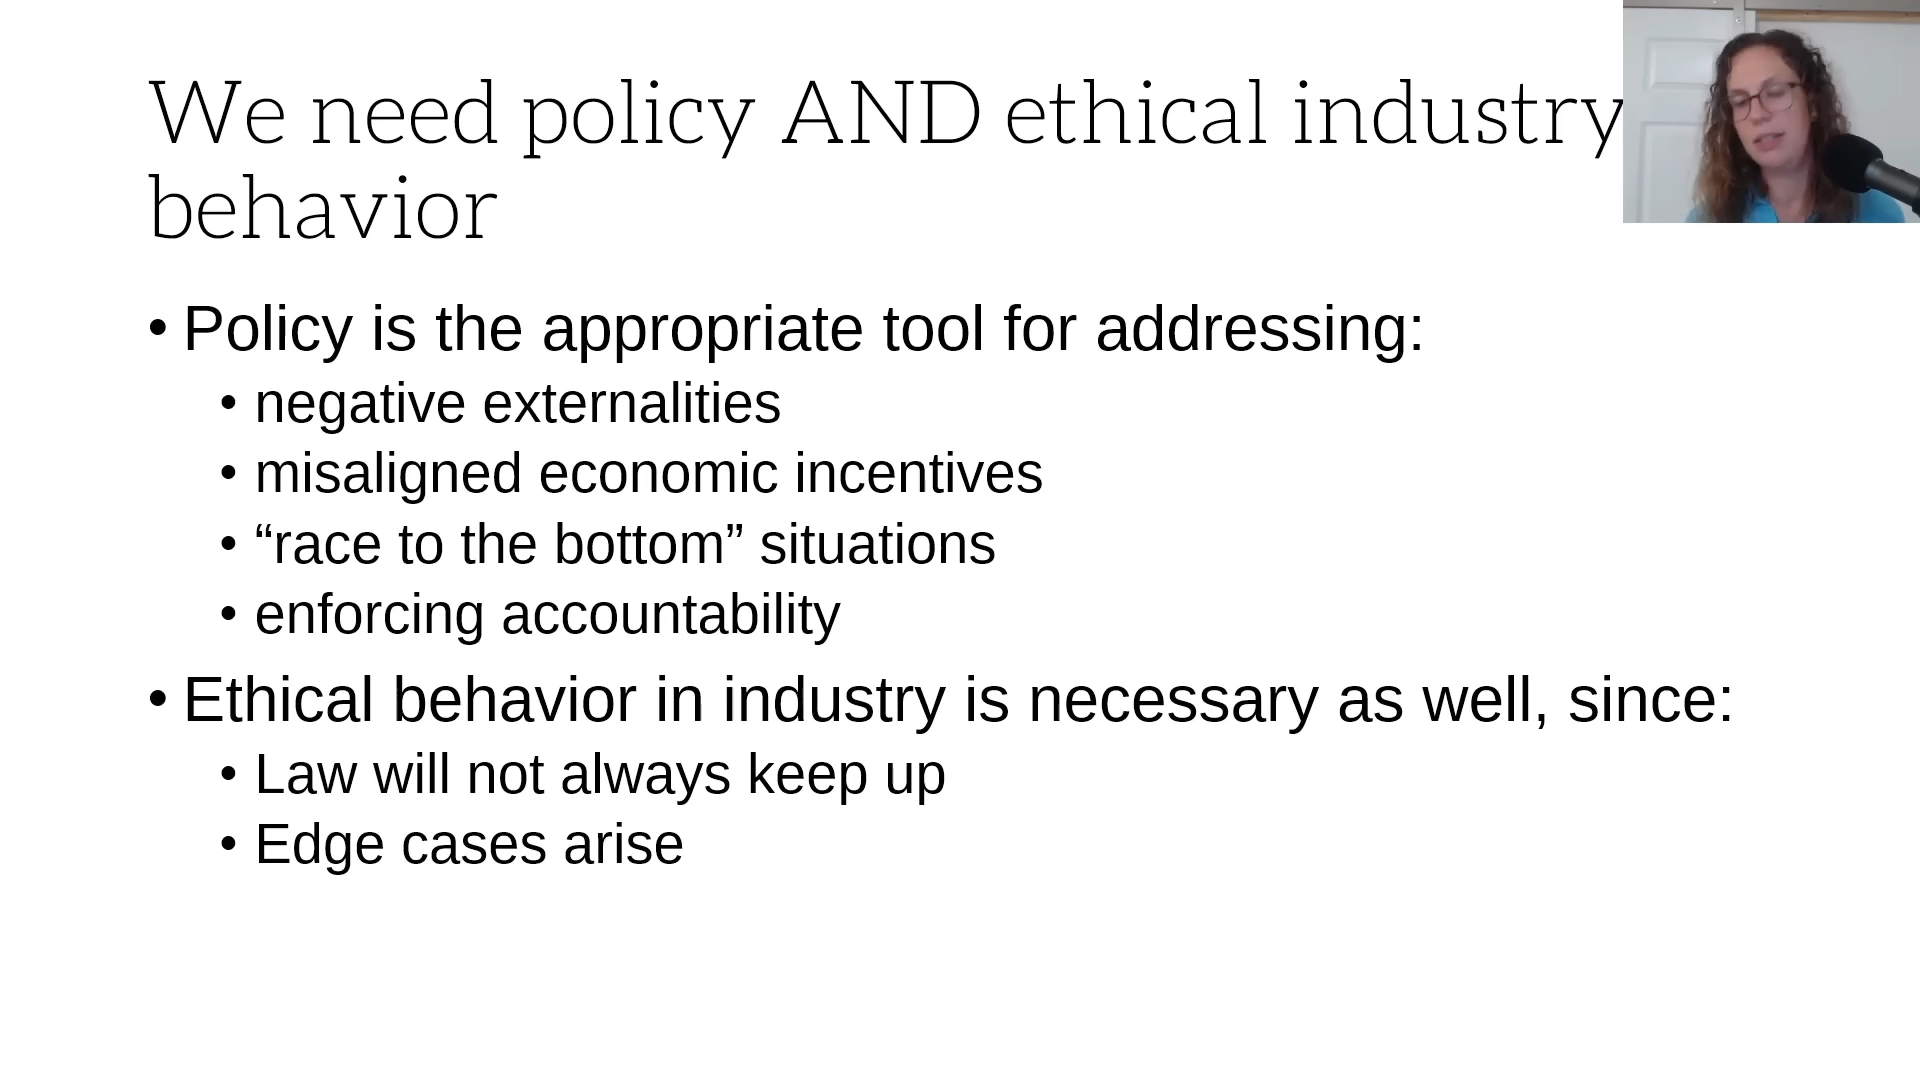 We need policy AND ethical industry
behavior
• Policy is the appropriate tool for addressing:
• negative externalities
• misaligned economic incentives
• “race to the bottom” situations
• enforcing accountability
• Ethical behavior in industry is necessary as well, since:
• Law will not always keep up
• Edge cases arise